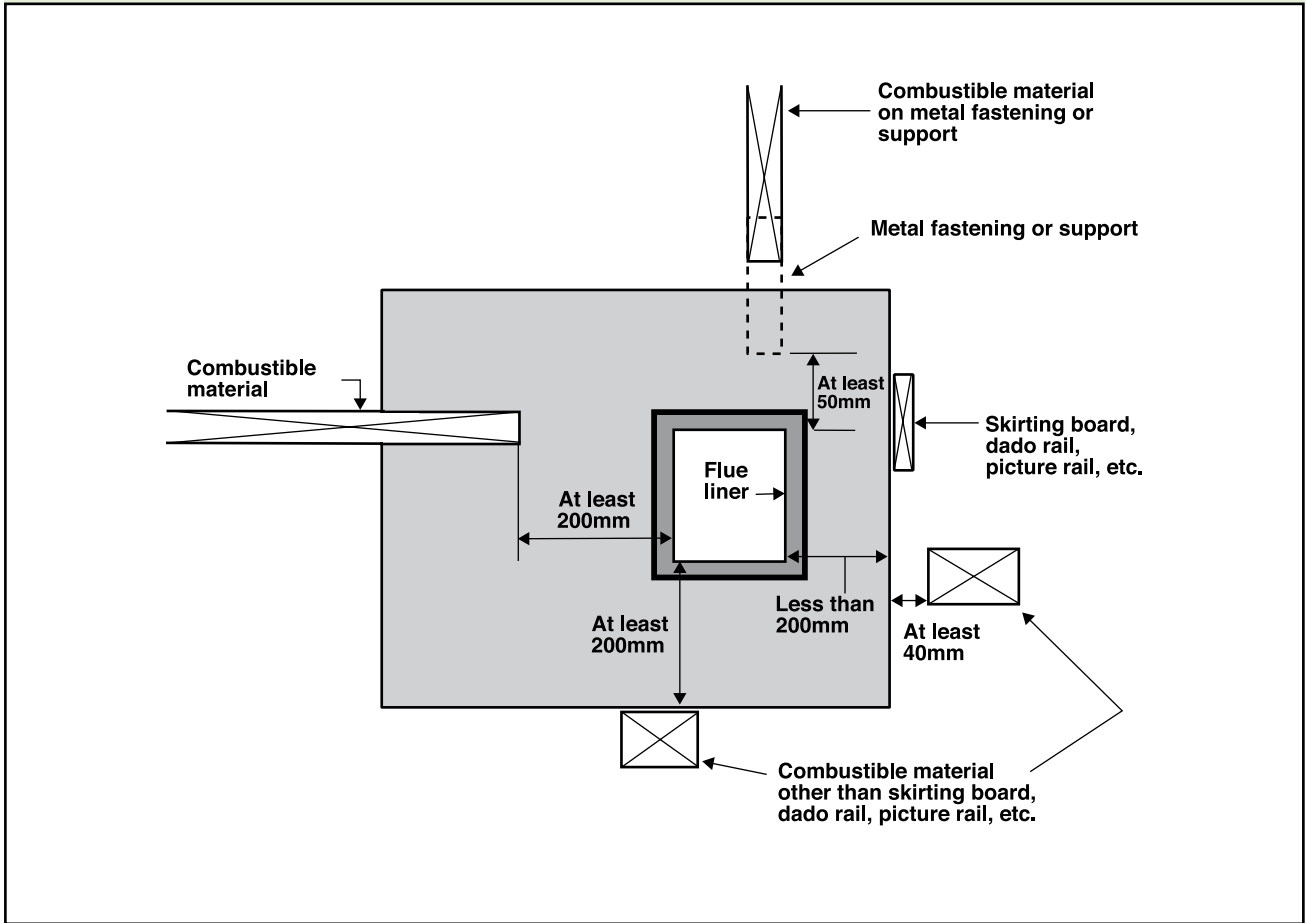 Combustible material
on metal fastening or
support
Metal fastening or support
Combustible
material
At least
50mm
Skirting board,
dado rail,
picture rail, etc.
Flue
liner
At least
200mm
At least
200mm
Less than
200mm
At least
40mm
Combustible material
other than skirting board,
dado rail, picture rail, etc.